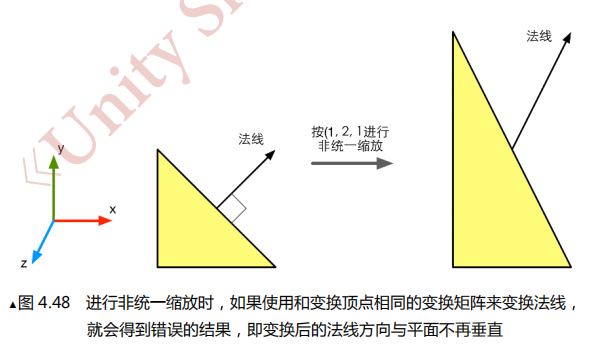 《Unity S
法线
按(1, 2, 1进行
非统一缩放
法线
y
x
z
▲图 4.48 进行非统一缩放时，如果使用和变换顶点相同的变换矩阵来变换法线，
就会得到错误的结果，即变换后的法线方向与平面不再垂直